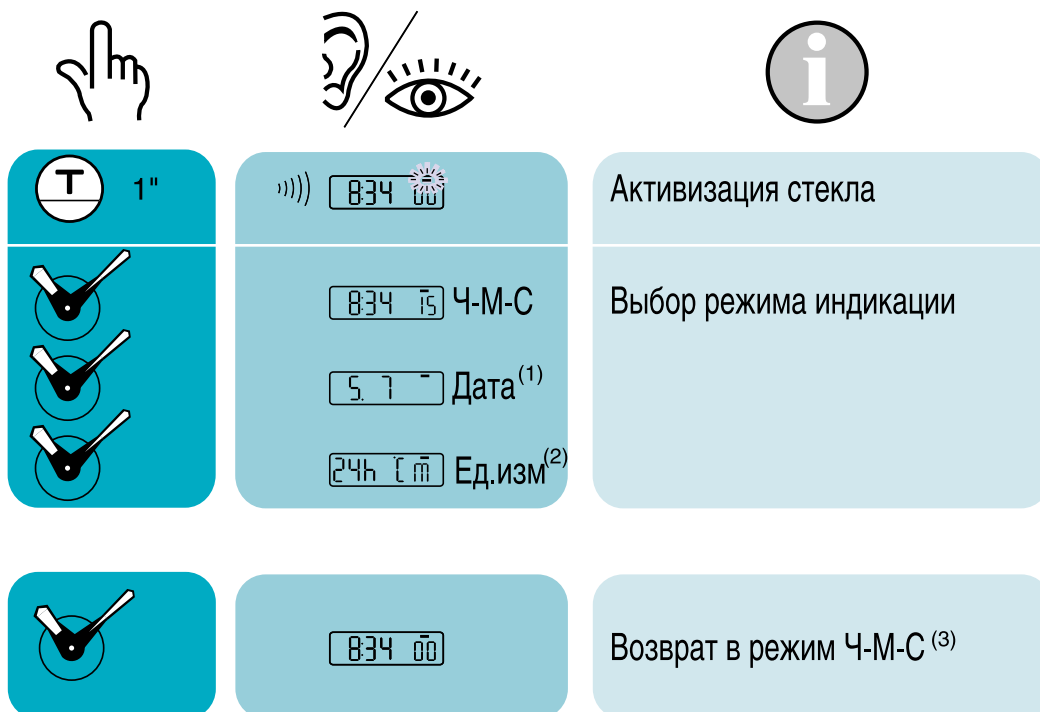 T 1" 8:34 00 Активизация стекла
8:34 15 Ч-М-С Выбор режима индикации
5. 7 Дата(1)
24h °C m Ед.изм(2)
8:34 00 Возврат в режим Ч-М-С (3)